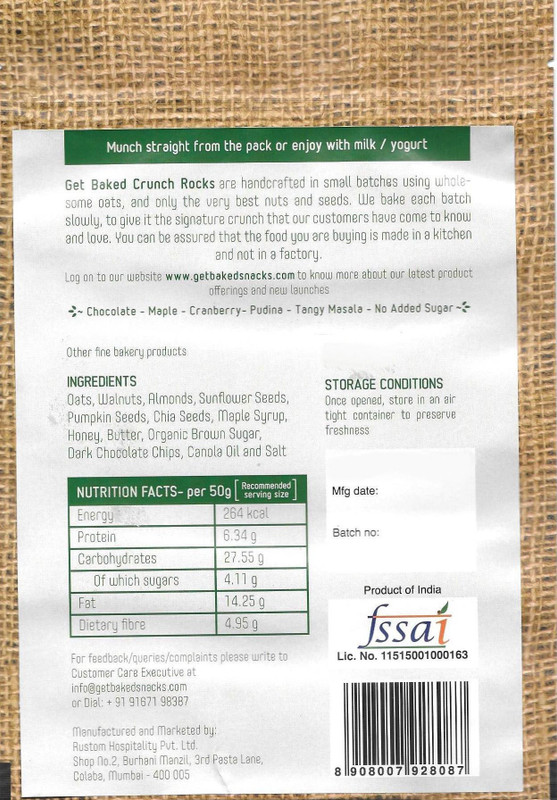 Munch straight from the pack or enjoy with milk / yogurt
Get Baked Crunch Rocks are handcrafted in small batches using whole-
some oats, and only the very best nuts and seeds. We bake each batch
slowly, to give it the signature crunch that our customers have come to know
and love. You can be assured that the food you are buying is made in a kitchen
and not in a factory.
Log on to our website www.getbakedsnacks.com to know more about our latest product
offerings and new launches
~ Chocolate - Maple - Cranberry- Pudina - Tangy Masala - No Added Sugar ~
Other fine bakery products
INGREDIENTS
Oats, Walnuts, Almonds, Sunflower Seeds,
Pumpkin Seeds, Chia Seeds, Maple Syrup,
Honey, Butter, Organic Brown Sugar,
Dark Chocolate Chips, Canola Oil and Salt
STORAGE CONDITIONS
Once opened, store in an air
tight container to preserve
freshness
NUTRITION FACTS- per 50g [Recommended
serving size]
Energy 264 kcal
Protein 6.34 g
Carbohydrates 27.55 g
Of which sugars 4.11 g
Fat 14.25 g
Dietary fibre 4.95 g
Mfg date:
Batch no:
Product of India
fssai
Lic. No. 11515001000163
For feedback/queries/complaints please write to
Customer Care Executive at
info@getbakedsnacks.com
or Dial: + 91 91671 98387
Manufactured and Marketed by:
Rustom Hospitality Pvt. Ltd.
Shop No.2, Burhani Manzil, 3rd Pasta Lane,
Colaba, Mumbai - 400 005
8 908007 928087